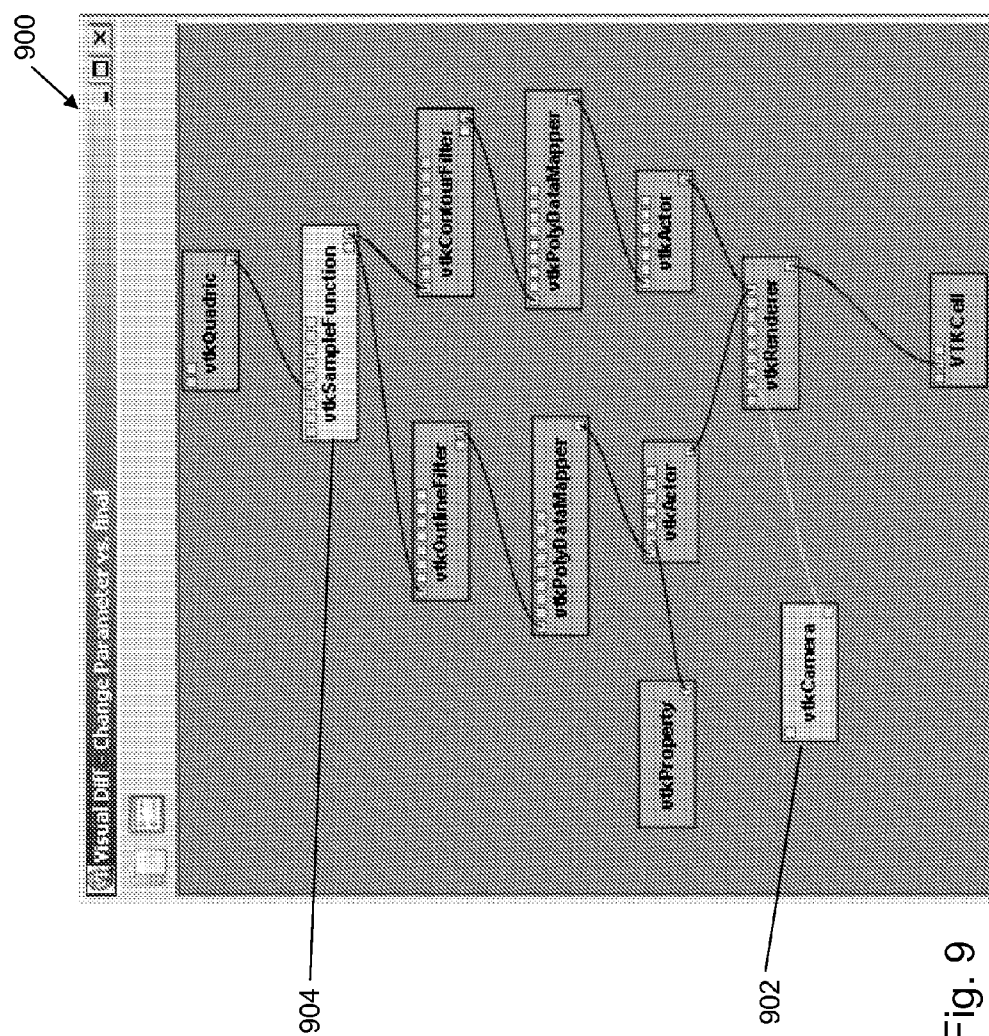 900
Visual Diff - Change Parameter vs. final
vtkQuadric
904
vtkSampleFunction
vtkOutlineFilter
vtkContourFilter
vtkPolyDataMapper
vtkPolyDataMapper
vtkProperty
vtkActor
vtkActor
902
vtkCamera
vtkRenderer
VTKCell
Fig. 9